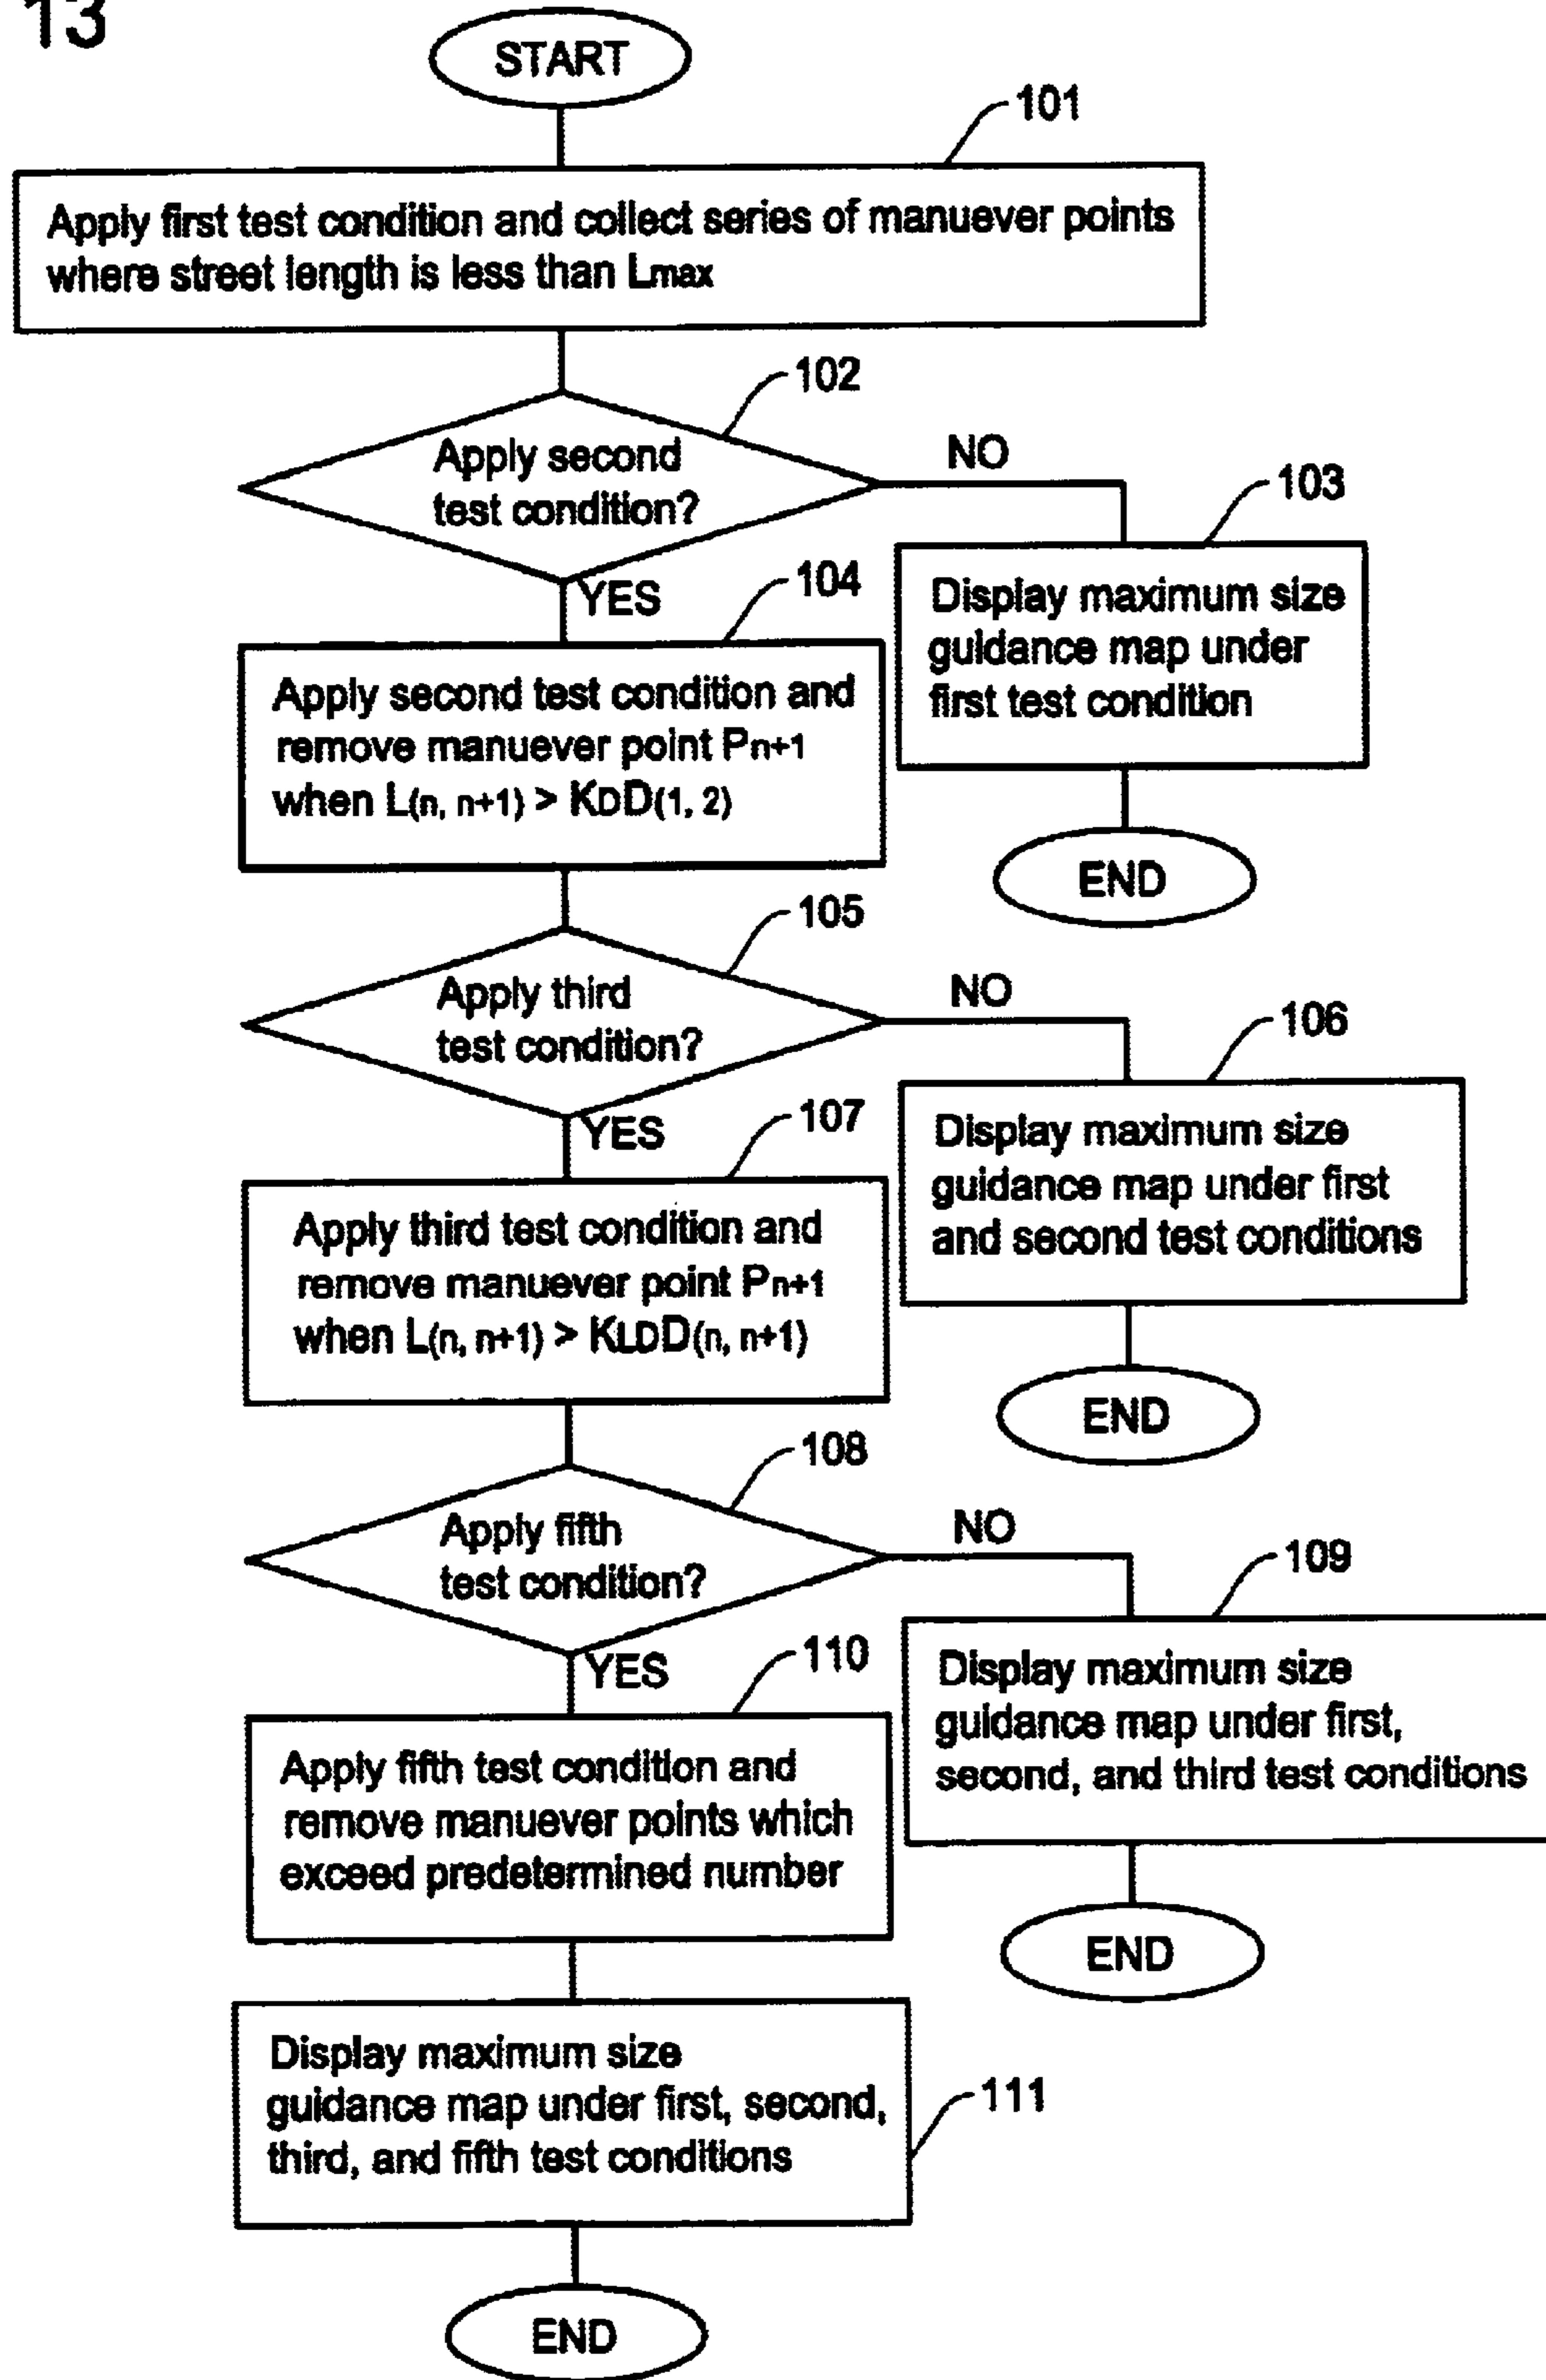 13
START
101
Apply first test condition and collect series of manuever points
where street length is less than Lmax
102
Apply second
test condition?
NO
103
YES
104
Display maximum size
guidance map under
first test condition
Apply second test condition and
remove manuever point Pn+1
when L(n, n+1) > KDD(1, 2)
END
105
Apply third
test condition?
NO
106
YES
107
Display maximum size
guidance map under first
and second test conditions
Apply third test condition and
remove manuever point Pn+1
when L(n, n+1) > KLDD(n, n+1)
END
108
Apply fifth
test condition?
NO
109
YES
110
Display maximum size
guidance map under first,
second, and third test conditions
Apply fifth test condition and
remove manuever points which
exceed predetermined number
END
Display maximum size
guidance map under first, second,
third, and fifth test conditions
111
END